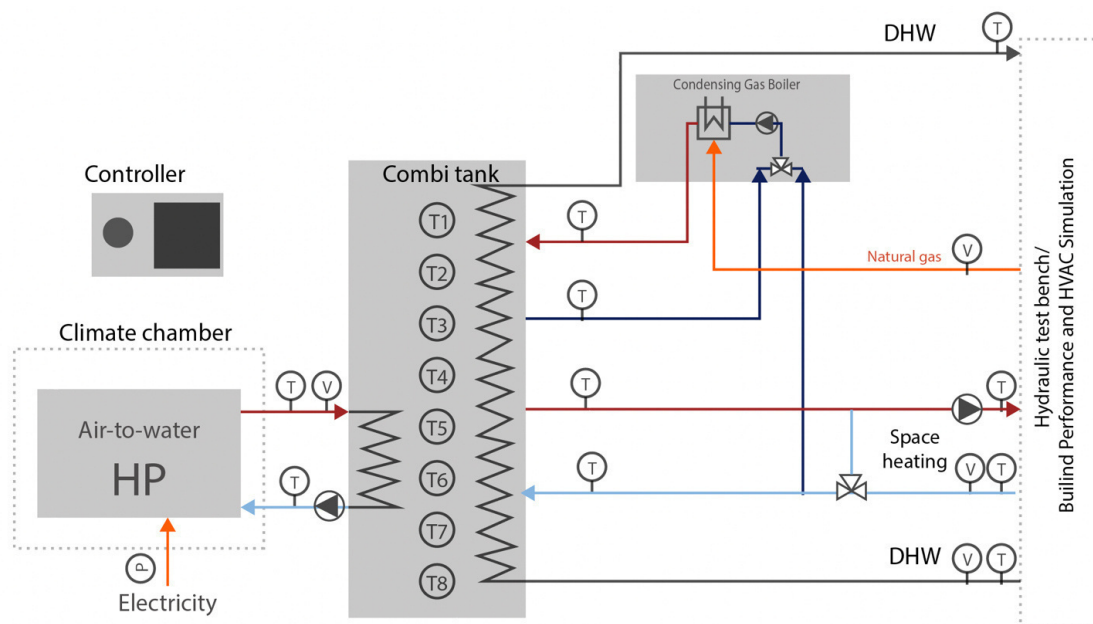 DHW
T
Condensing Gas Boiler
Controller
Combi tank
T1
T
T2
Natural gas
V
T
T3
Climate chamber
T4
T
T
T
V
Air-to-water
HP
T5
Space
heating
T
T6
T
V
T
T7
DHW
V
T
T8
P
Electricity
Hydraulic test bench/
Builind Performance and HVAC Simulation